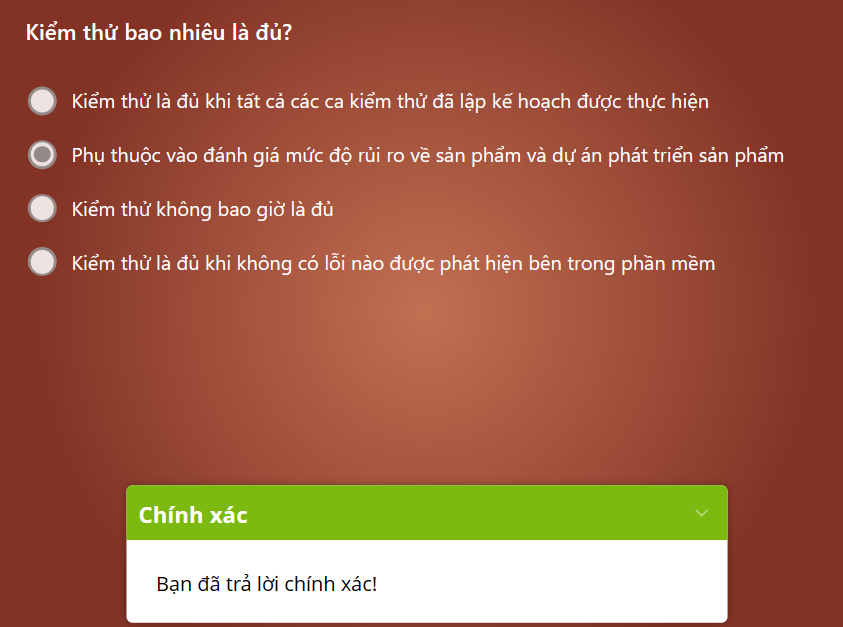 Kiểm thử bao nhiêu là đủ?
Kiểm thử là đủ khi tất cả các ca kiểm thử đã lập kế hoạch được thực hiện
Phụ thuộc vào đánh giá mức độ rủi ro về sản phẩm và dự án phát triển sản phẩm
Kiểm thử không bao giờ là đủ
Kiểm thử là đủ khi không có lỗi nào được phát hiện bên trong phần mềm
Chính xác
Bạn đã trả lời chính xác!